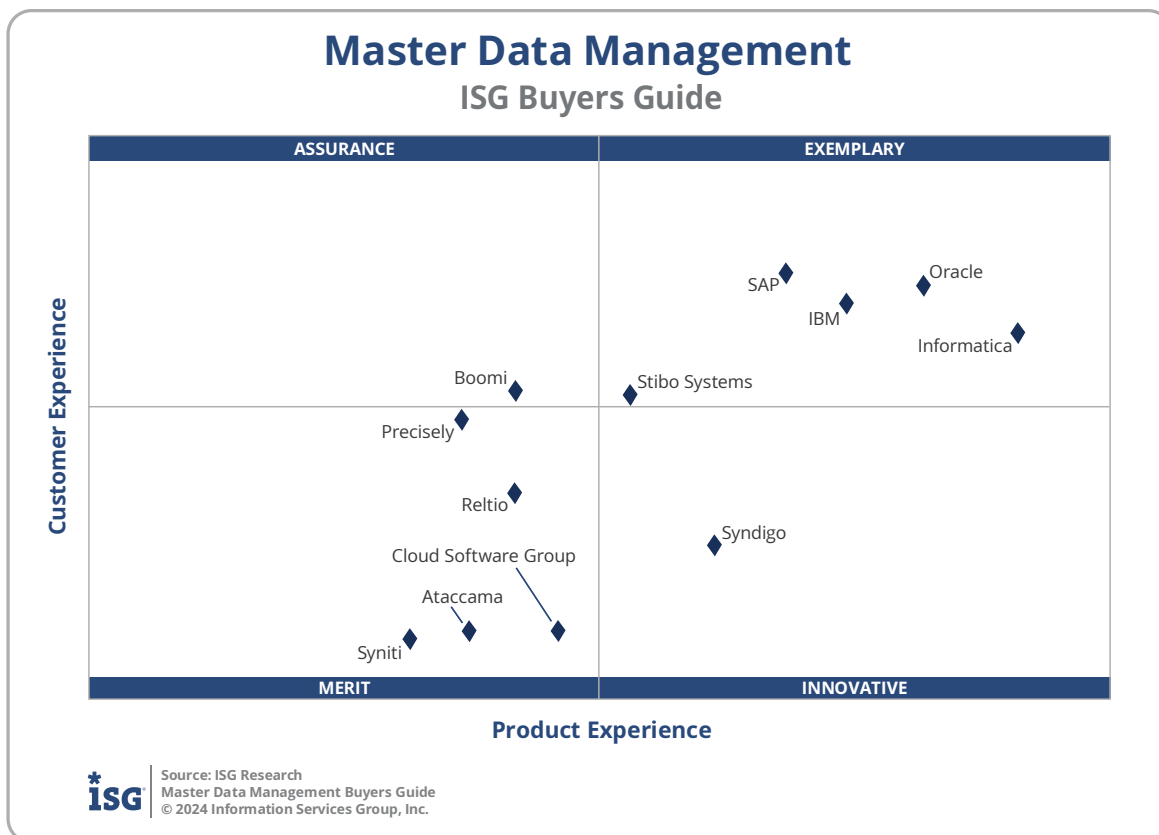 Master Data Management
ISG Buyers Guide
ASSURANCE
EXEMPLARY
SAP
Oracle
IBM
Informatica
Boomi
Stibo Systems
Precisely
Reltio
Syndigo
Cloud Software Group
Ataccama
Syniti
MERIT
INNOVATIVE
Customer Experience
Product Experience
ISG
Source: ISG Research
Master Data Management Buyers Guide
© 2024 Information Services Group, Inc.